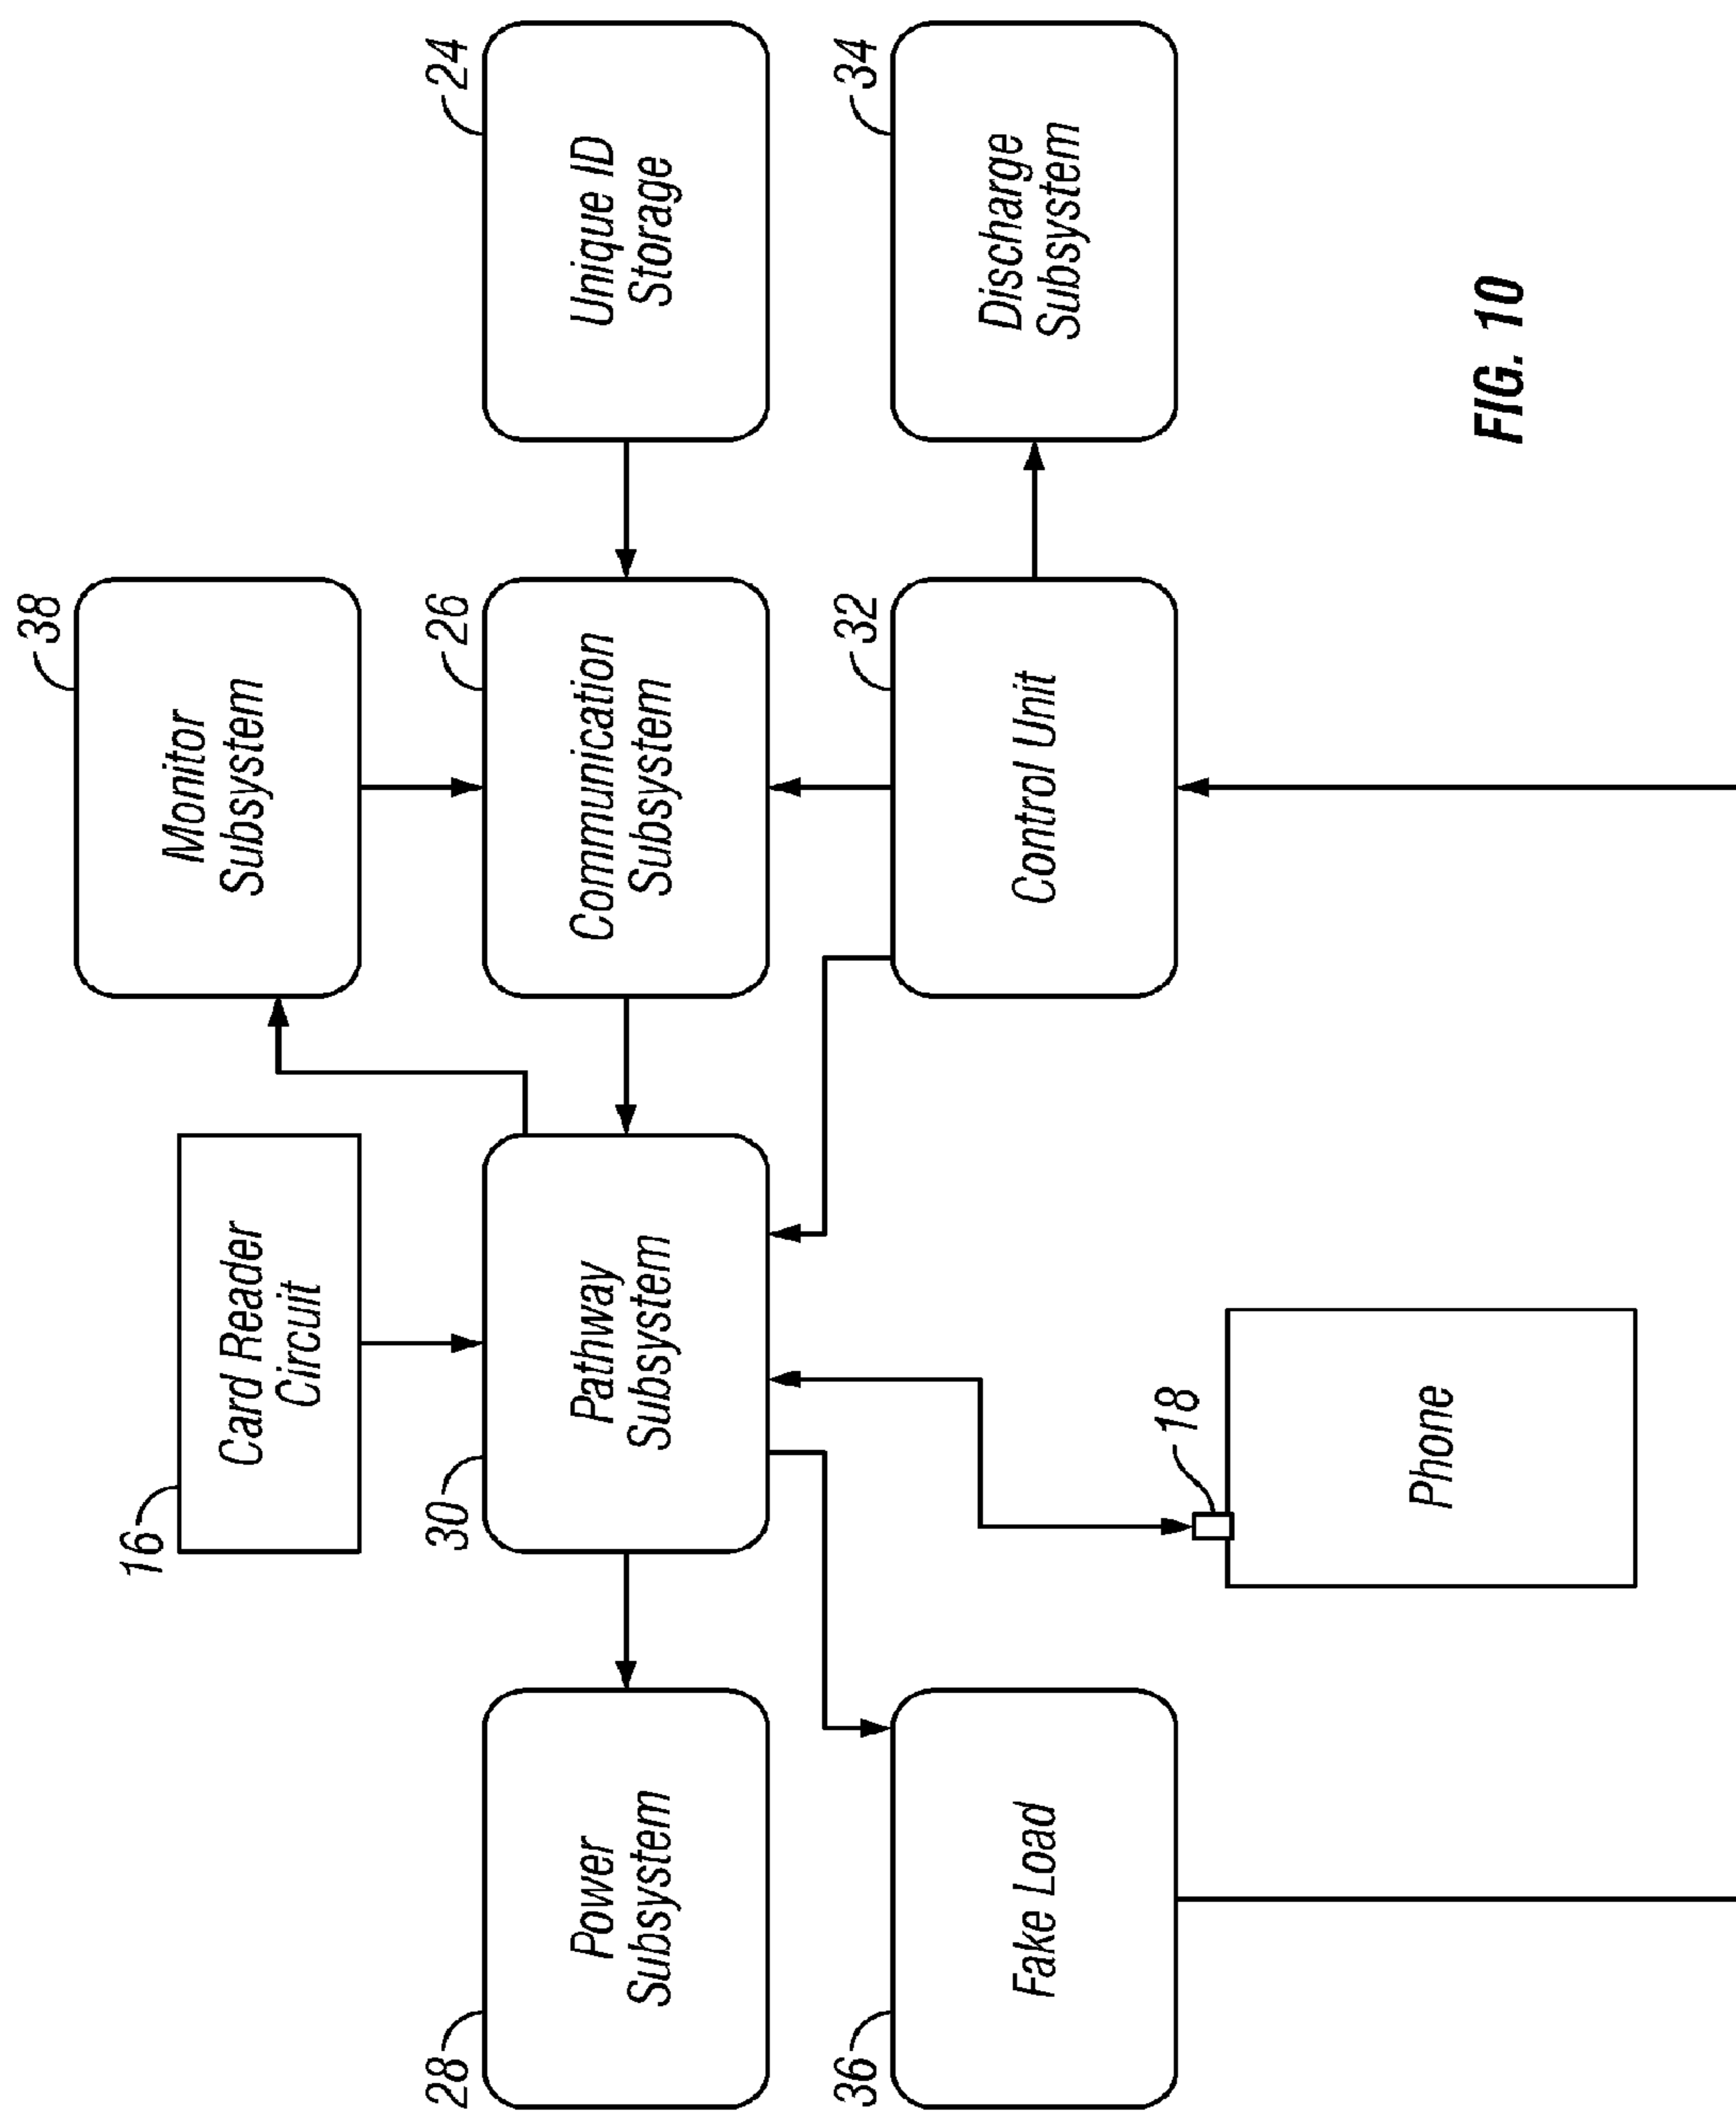 16
Card Reader
Circuit
38
Monitor
Subsystem
28
Power
Subsystem
30
Pathway
Subsystem
26
Communication
Subsystem
24
Unique ID
Storage
36
Fake Load
18
Phone
32
Control Unit
34
Discharge
Subsystem
FIG. 10